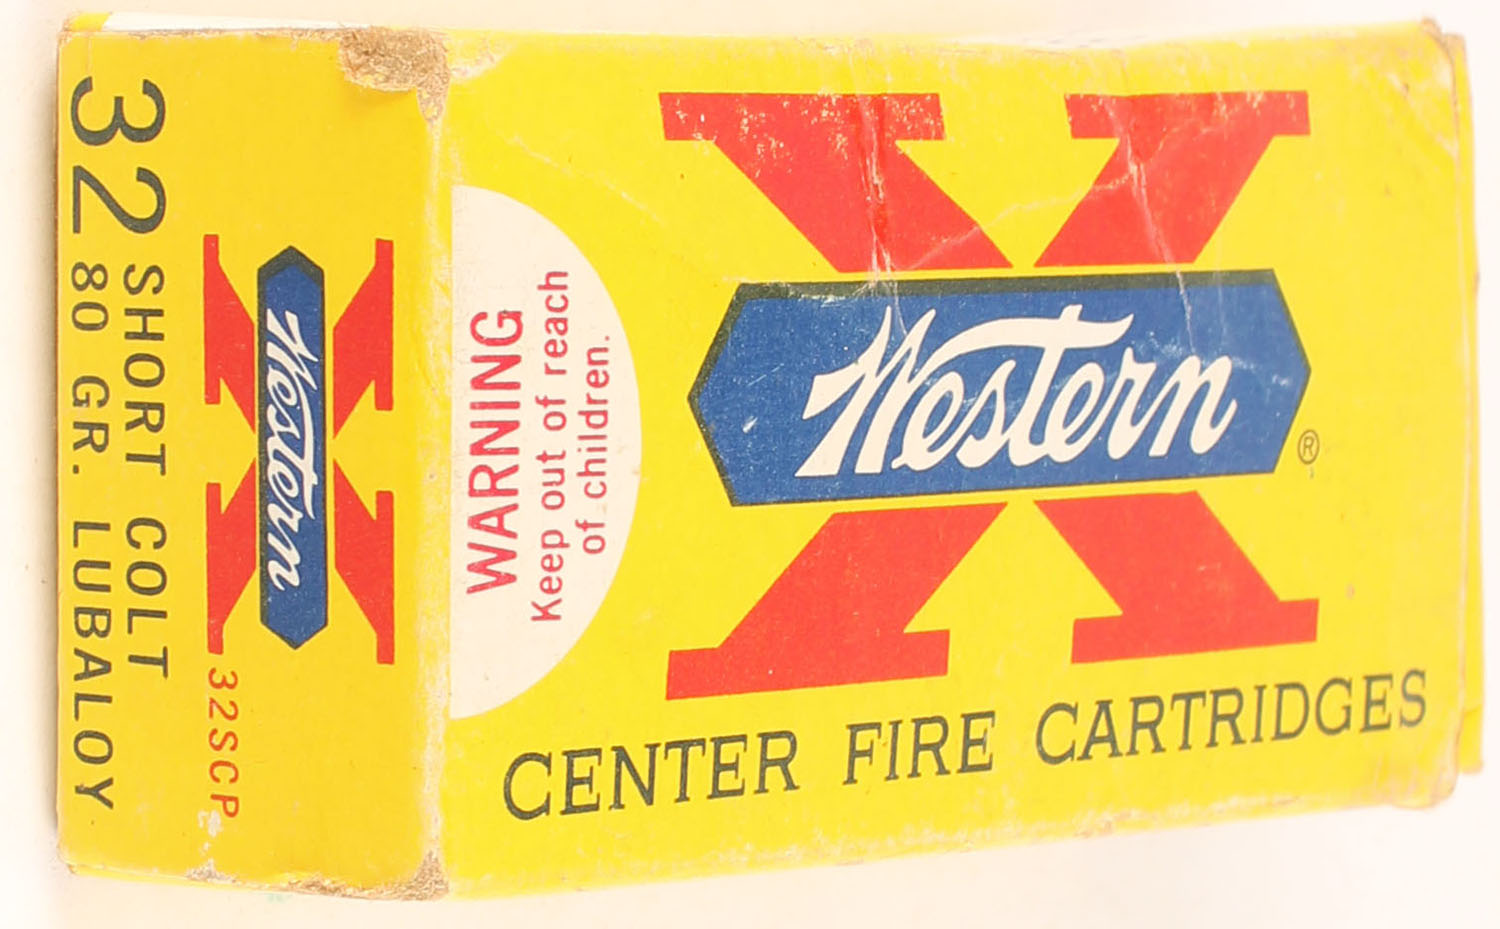 32 SHORT COLT
80 GR. LUBALOY
Western
32SCP
WARNING
Keep out of reach
of children.
Western
®
CENTER FIRE CARTRIDGES